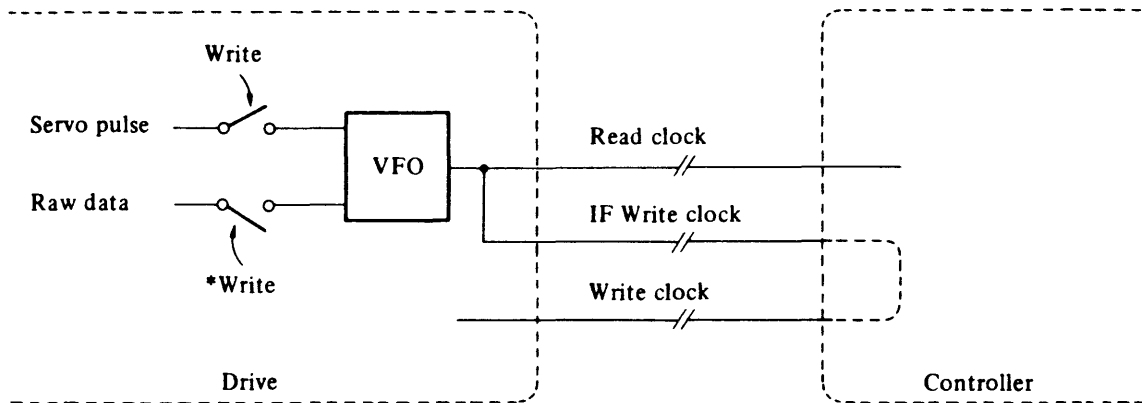 Write
Servo pulse
VFO
Read clock
Raw data
IF Write clock
*Write
Write clock
Drive
Controller